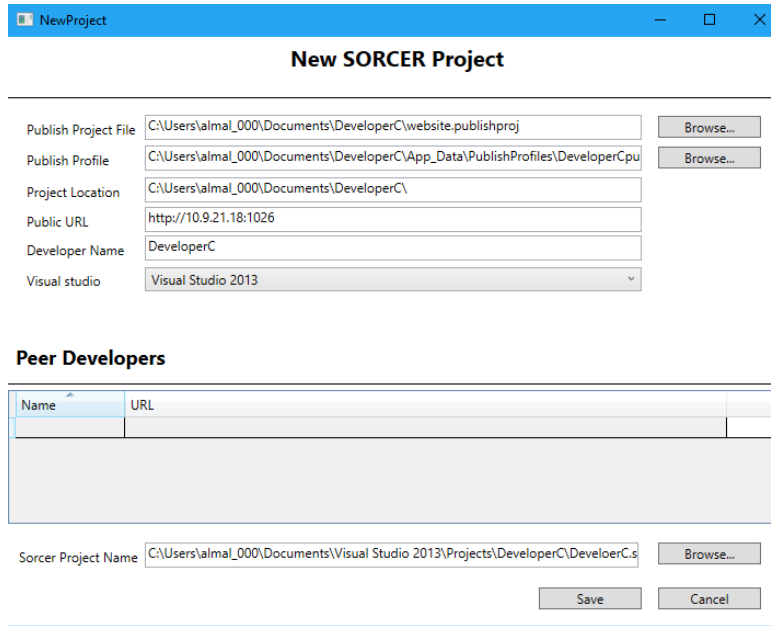 NewProject
New SORCER Project
Publish Project File C:\Users\almal_000\Documents\DeveloperC\website.publishproj Browse...
Publish Profile C:\Users\almal_000\Documents\DeveloperC\App_Data\PublishProfiles\DeveloperCpu Browse...
Project Location C:\Users\almal_000\Documents\DeveloperC\
Public URL http://10.9.21.18:1026
Developer Name DeveloperC
Visual studio Visual Studio 2013
Peer Developers
Name URL
Sorcer Project Name C:\Users\almal_000\Documents\Visual Studio 2013\Projects\DeveloperC\DeveloerC.s Browse...
Save Cancel